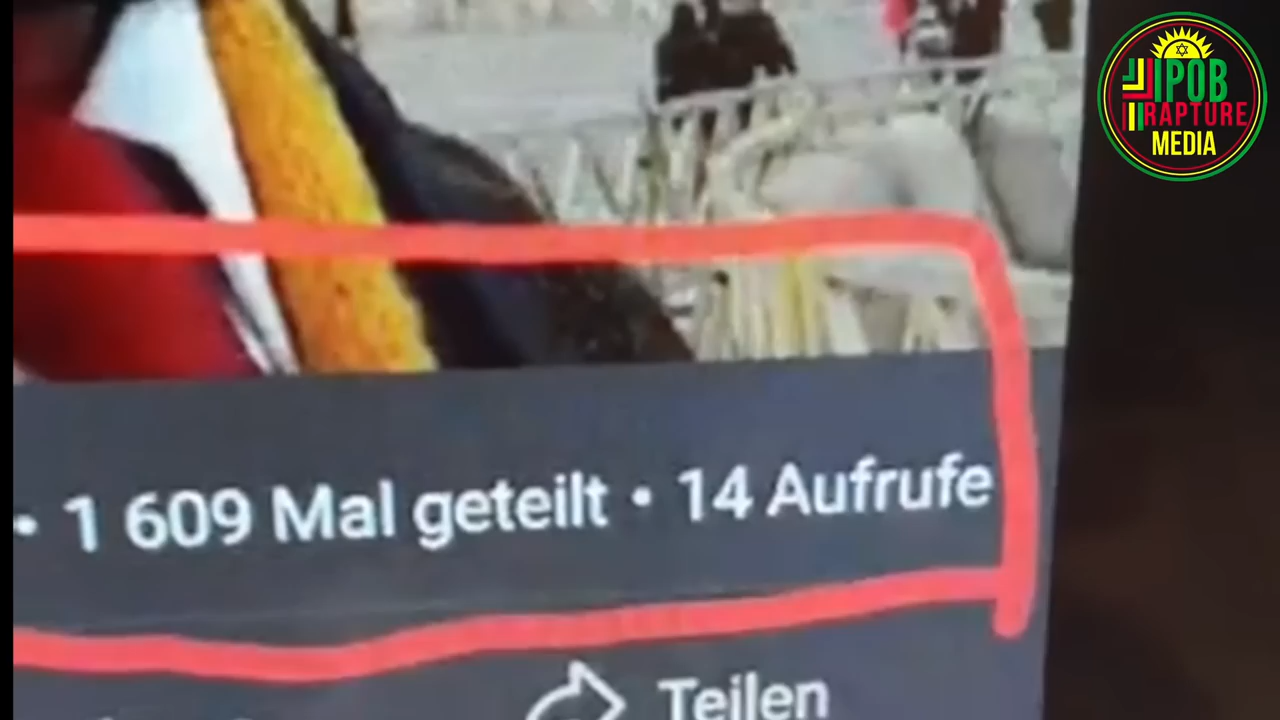 IPOB
RAPTURE
MEDIA
• 1 609 Mal geteilt • 14 Aufrufe
Teilen